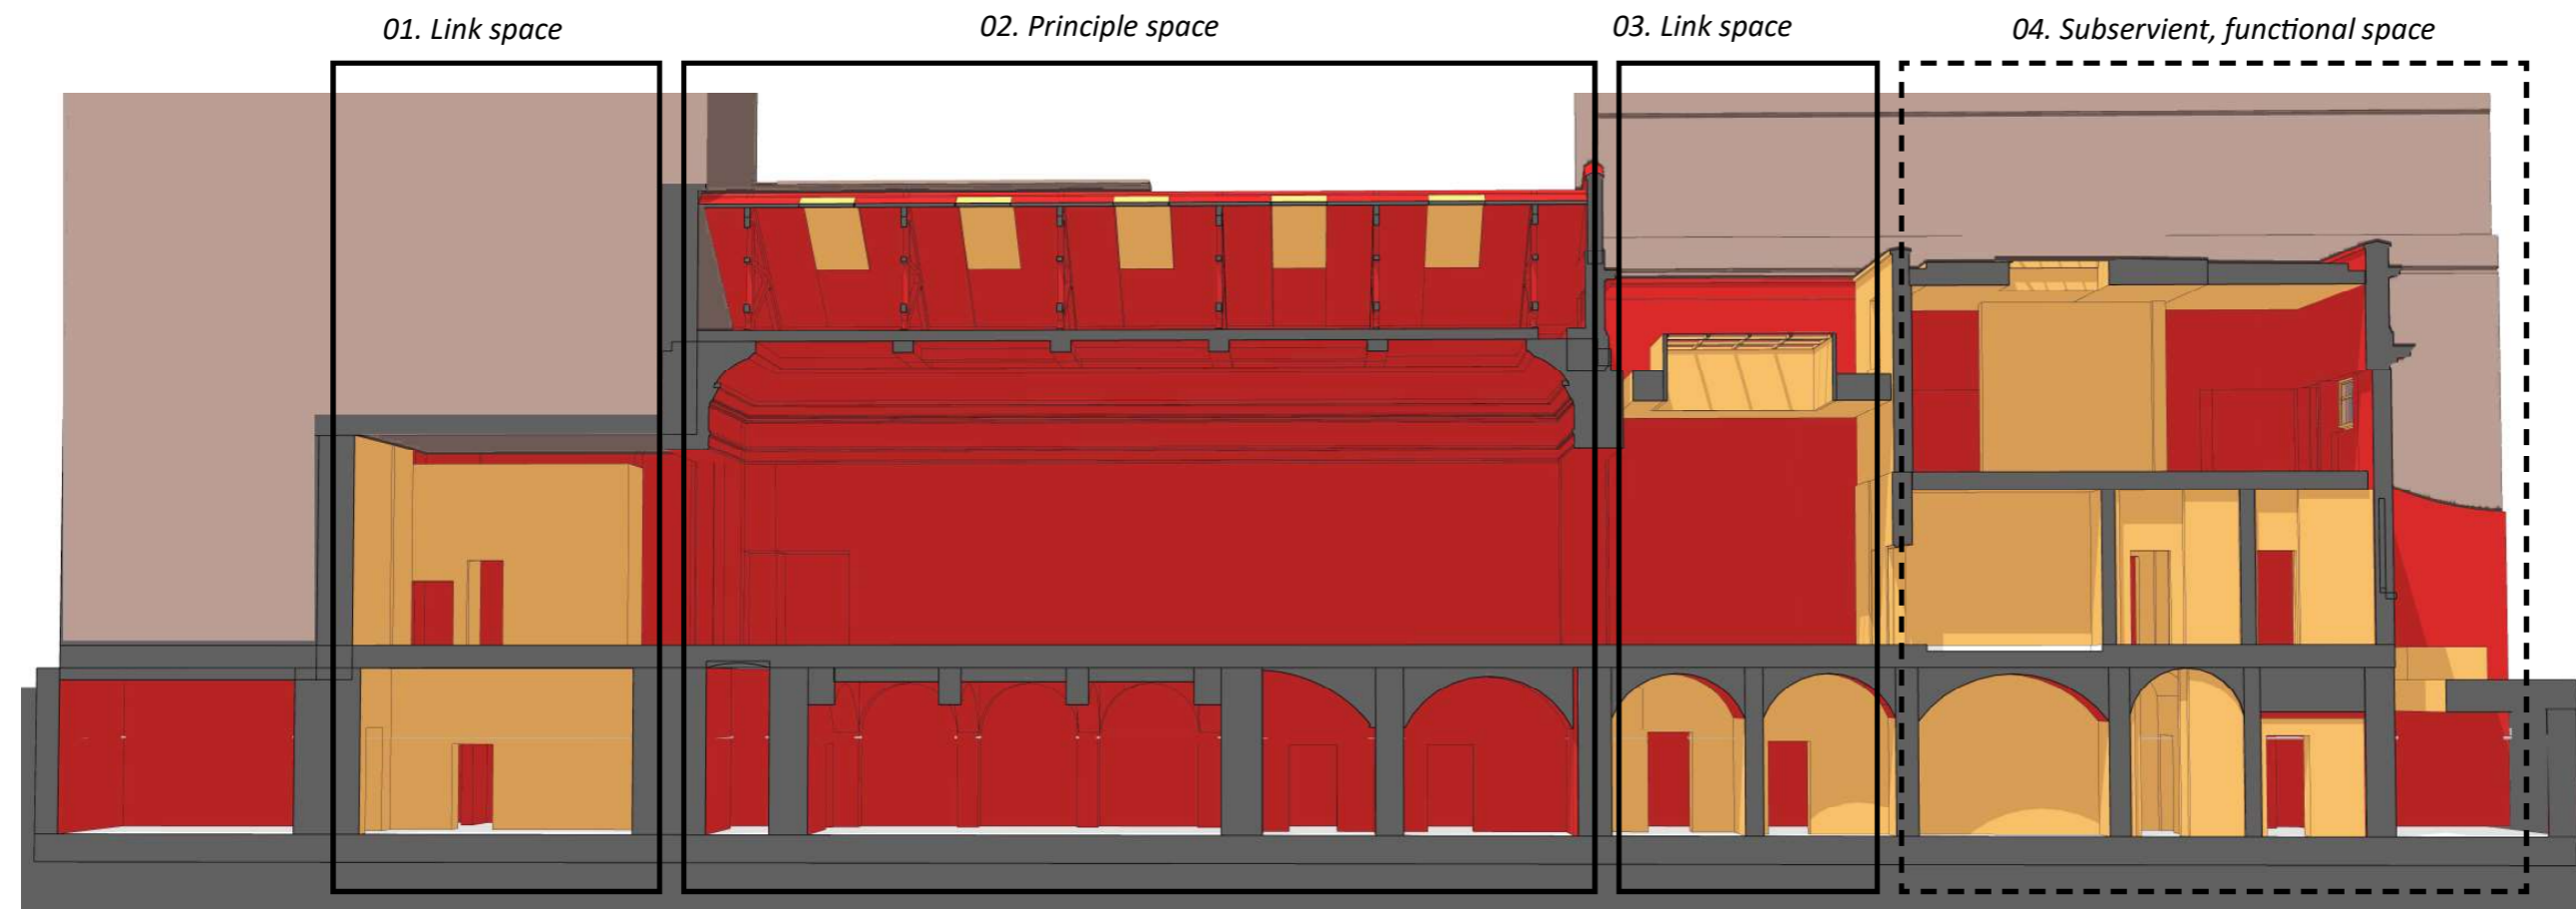 01. Link space
02. Principle space
03. Link space
04. Subservient, functional space